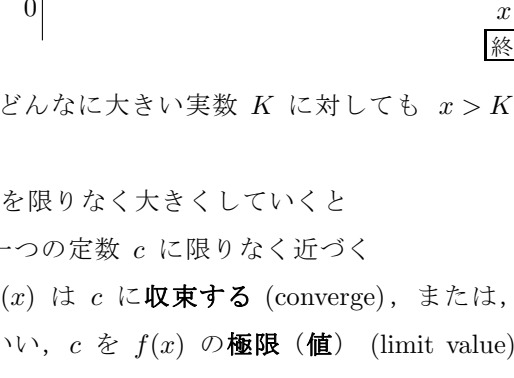 0
x
終
どんなに大きい実数 K に対しても x > K
を限りなく大きくしていくと
一つの定数 c に限りなく近づく
(x) は c に収束する (converge), または,
いい, c を f(x) の極限（値） (limit value)